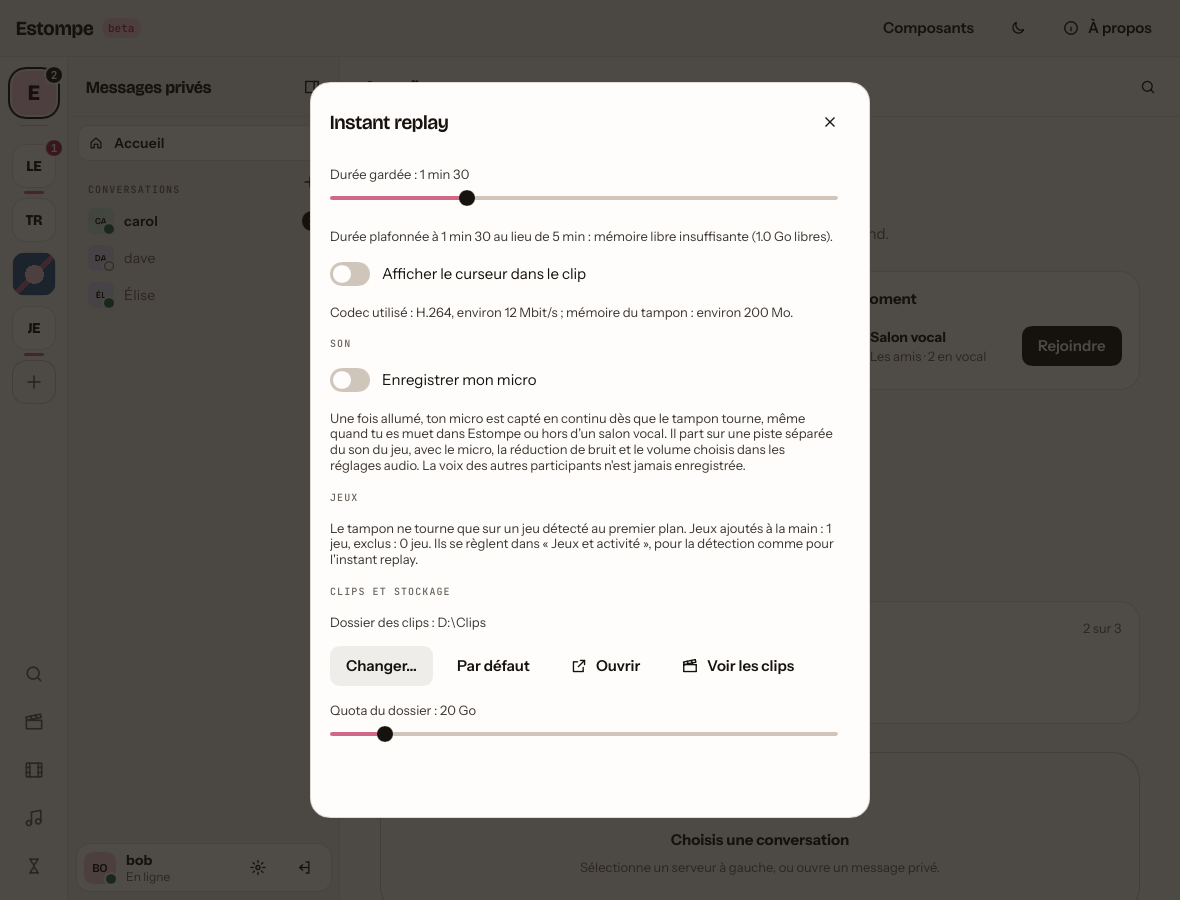 Estompe beta
Composants
À propos
E
2
Messages privés
LE
1
TR
JE
Accueil
CONVERSATIONS
CA
carol
DA
dave
ÉL
Élise
Instant replay
Durée gardée : 1 min 30
Durée plafonnée à 1 min 30 au lieu de 5 min : mémoire libre insuffisante (1.0 Go libres).
Afficher le curseur dans le clip
Codec utilisé : H.264, environ 12 Mbit/s ; mémoire du tampon : environ 200 Mo.
SON
Enregistrer mon micro
Une fois allumé, ton micro est capté en continu dès que le tampon tourne, même
quand tu es muet dans Estompe ou hors d'un salon vocal. Il part sur une piste séparée
du son du jeu, avec le micro, la réduction de bruit et le volume choisis dans les
réglages audio. La voix des autres participants n'est jamais enregistrée.
JEUX
Le tampon ne tourne que sur un jeu détecté au premier plan. Jeux ajoutés à la main : 1
jeu, exclus : 0 jeu. Ils se règlent dans « Jeux et activité », pour la détection comme pour
l'instant replay.
CLIPS ET STOCKAGE
Dossier des clips : D:\Clips
Changer...
Par défaut
Ouvrir
Voir les clips
Quota du dossier : 20 Go
nd.
oment
Salon vocal
Les amis · 2 en vocal
Rejoindre
2 sur 3
Choisis une conversation
Sélectionne un serveur à gauche, ou ouvre un message privé.
BO
bob
En ligne